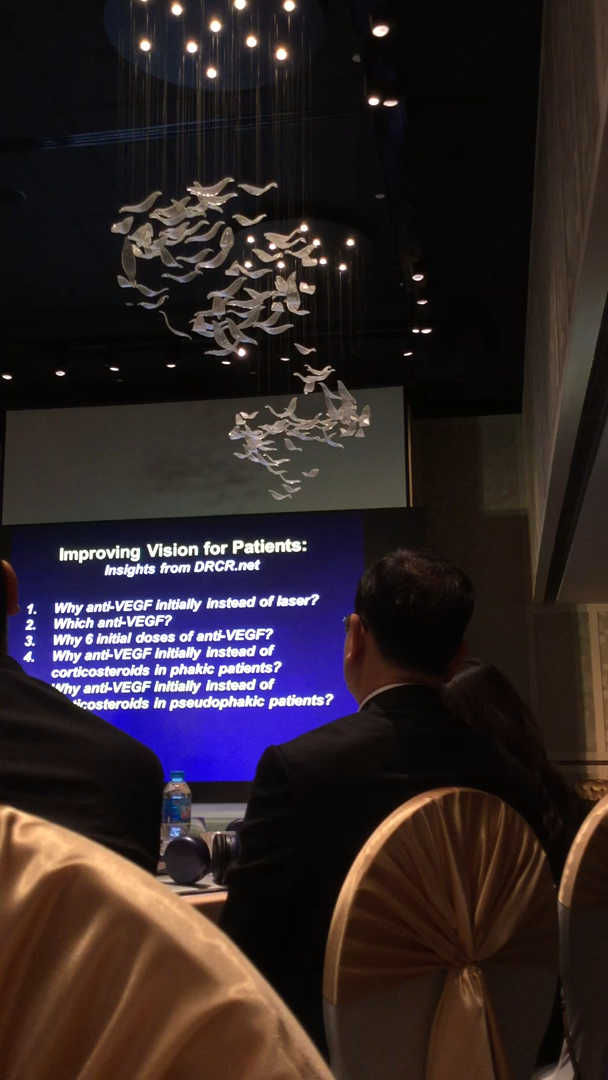 Improving Vision for Patients:
Insights from DRCR.net
1. Why anti-VEGF initially instead of laser?
2. Which anti-VEGF?
3. Why 6 initial doses of anti-VEGF?
4. Why anti-VEGF initially instead of
corticosteroids in phakic patients?
Why anti-VEGF initially instead of
ticosteroids in pseudophakic patients?